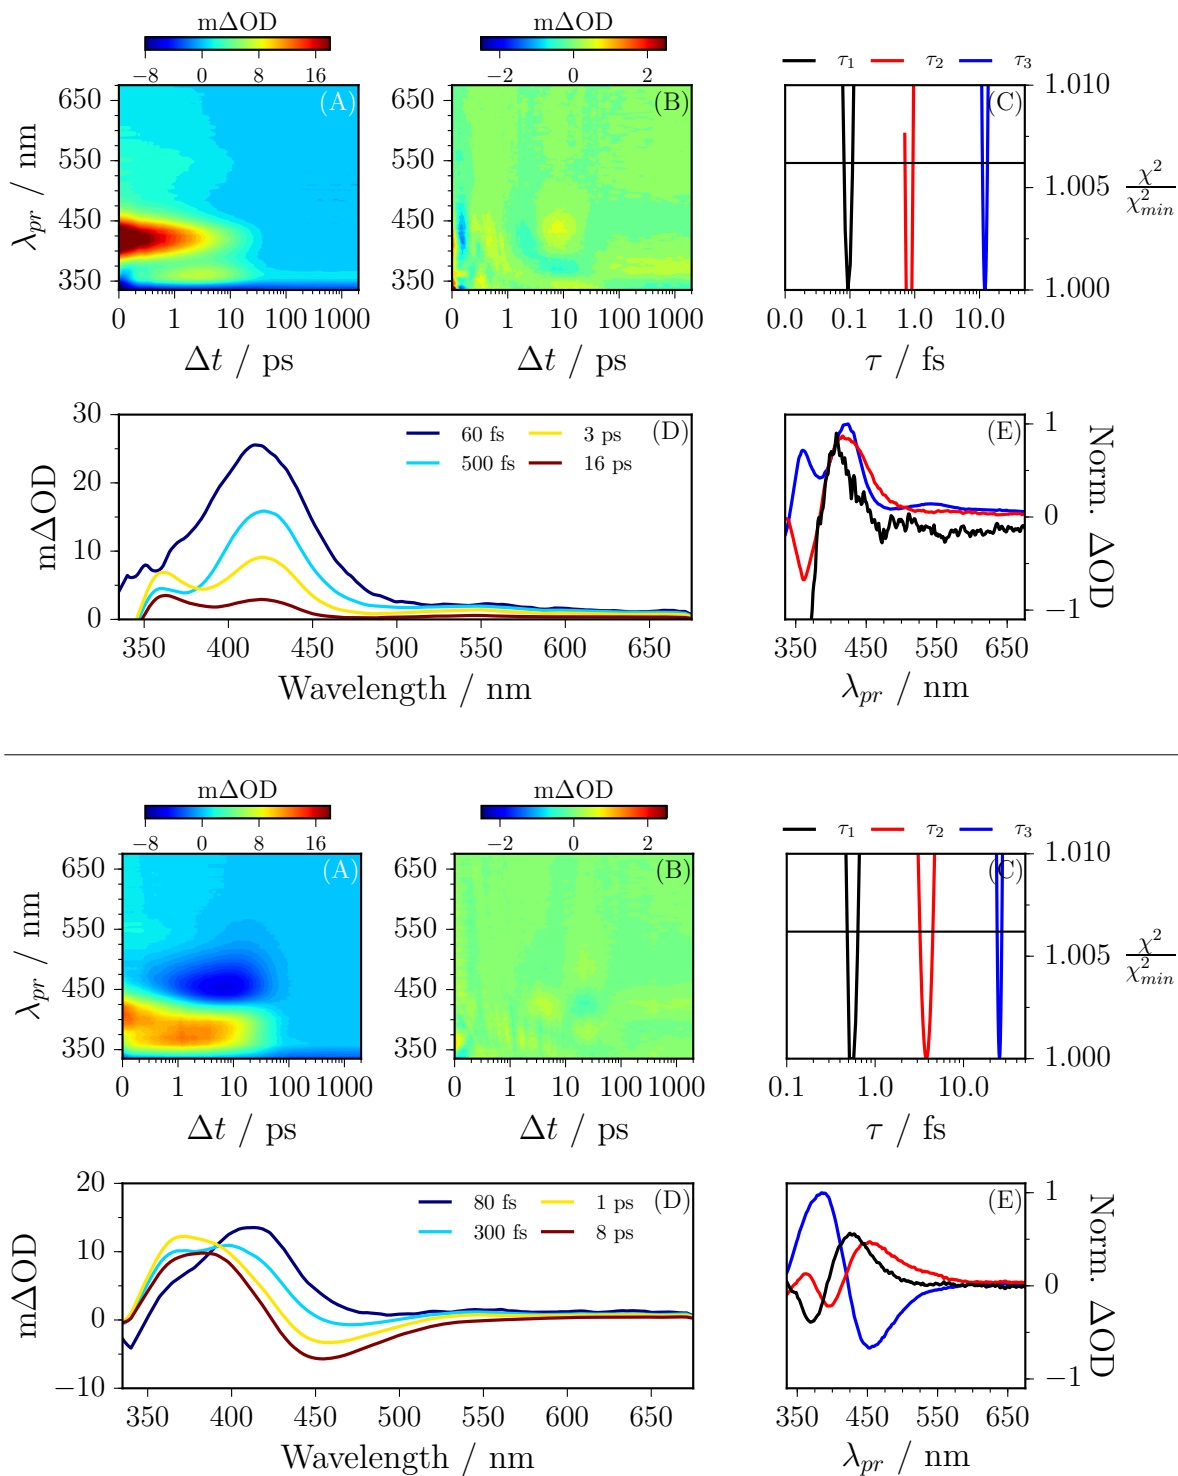 mΔOD
−8 0 8 16
mΔOD
−2 0 2
τ1 τ2 τ3
(A)
650
550
450
350
λpr / nm
0 1 10 100 1000
Δt / ps
(B)
650
550
450
350
0 1 10 100 1000
Δt / ps
(C)
1.010
1.005
1.000
χ² / χ²min
0.0 0.1 1.0 10.0
τ / fs
(D)
30
20
10
0
mΔOD
60 fs 3 ps
500 fs 16 ps
350 400 450 500 550 600 650
Wavelength / nm
(E)
1
0
−1
Norm. ΔOD
350 450 550 650
λpr / nm
mΔOD
−8 0 8 16
mΔOD
−2 0 2
τ1 τ2 τ3
(A)
650
550
450
350
λpr / nm
0 1 10 100 1000
Δt / ps
(B)
650
550
450
350
0 1 10 100 1000
Δt / ps
(C)
1.010
1.005
1.000
χ² / χ²min
0.1 1.0 10.0
τ / fs
(D)
20
10
0
−10
mΔOD
80 fs 1 ps
300 fs 8 ps
350 400 450 500 550 600 650
Wavelength / nm
(E)
1
0
−1
Norm. ΔOD
350 450 550 650
λpr / nm